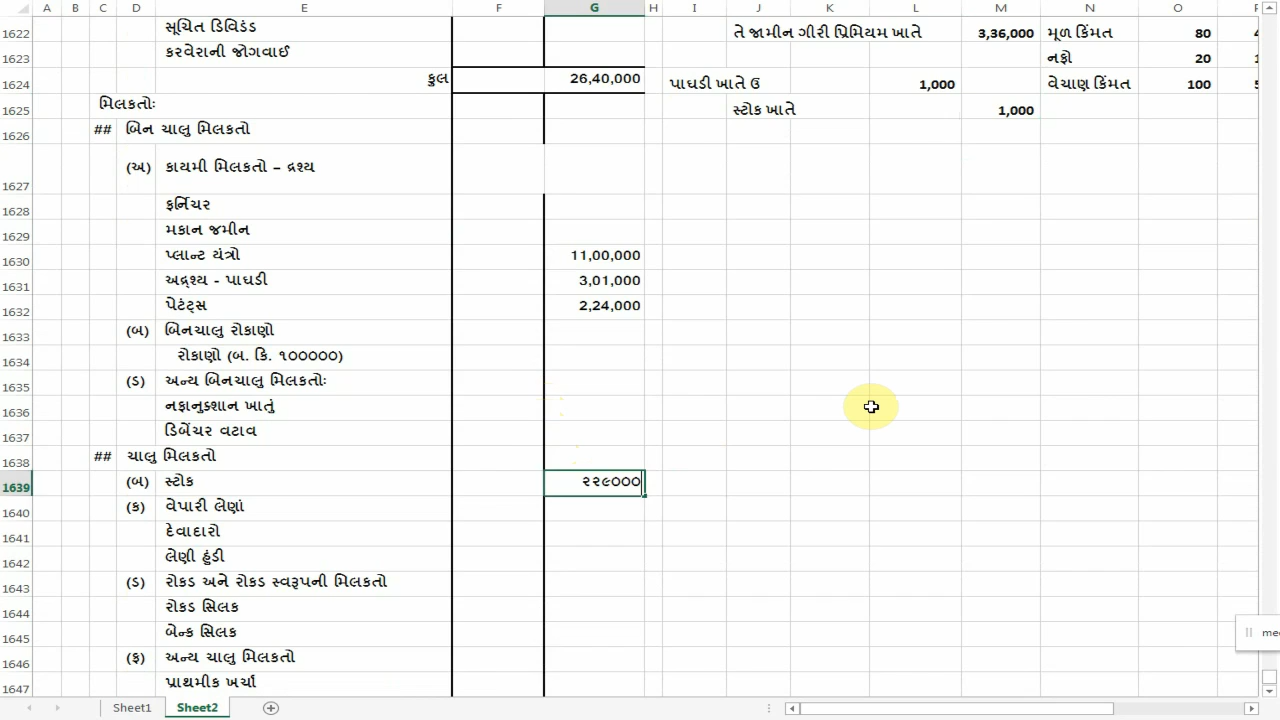 A B C D E F G H I J K L M N O
1622 સૂચિત ડિવિડંડ તે જામીન ગીરી પ્રિમિયમ ખાતે 3,36,000 મૂળ કિંમત 80
1623 કરવેરાની જોગવાઈ નફો 20
1624 કુલ 26,40,000 પાઘડી ખાતે ઉ 1,000 વેચાણ કિંમત 100
1625 મિલકતોઃ સ્ટોક ખાતે 1,000
1626 ## બિન ચાલુ મિલકતો
1627 (અ) કાયમી મિલકતો – દ્રશ્ય
1628 ફર્નિચર
1629 મકાન જમીન
1630 પ્લાન્ટ યંત્રો 11,00,000
1631 અદ્રશ્ય - પાઘડી 3,01,000
1632 પેટંટ્સ 2,24,000
1633 (બ) બિનચાલુ રોકાણો
1634 રોકાણો (બ. કિ. ૧૦૦૦૦૦)
1635 (ડ) અન્ય બિનચાલુ મિલકતોઃ
1636 નફાનુક્શાન ખાતું
1637 ડિબેંચર વટાવ
1638 ## ચાલુ મિલકતો
1639 (બ) સ્ટોક ૨૨૯૦૦૦
1640 (ક) વેપારી લેણાં
1641 દેવાદારો
1642 લેણી હુંડી
1643 (ડ) રોકડ અને રોકડ સ્વરૂપની મિલકતો
1644 રોકડ સિલક
1645 બેન્ક સિલક
1646 (ફ) અન્ય ચાલુ મિલકતો
1647 પ્રાથમીક ખર્ચા
Sheet1 Sheet2